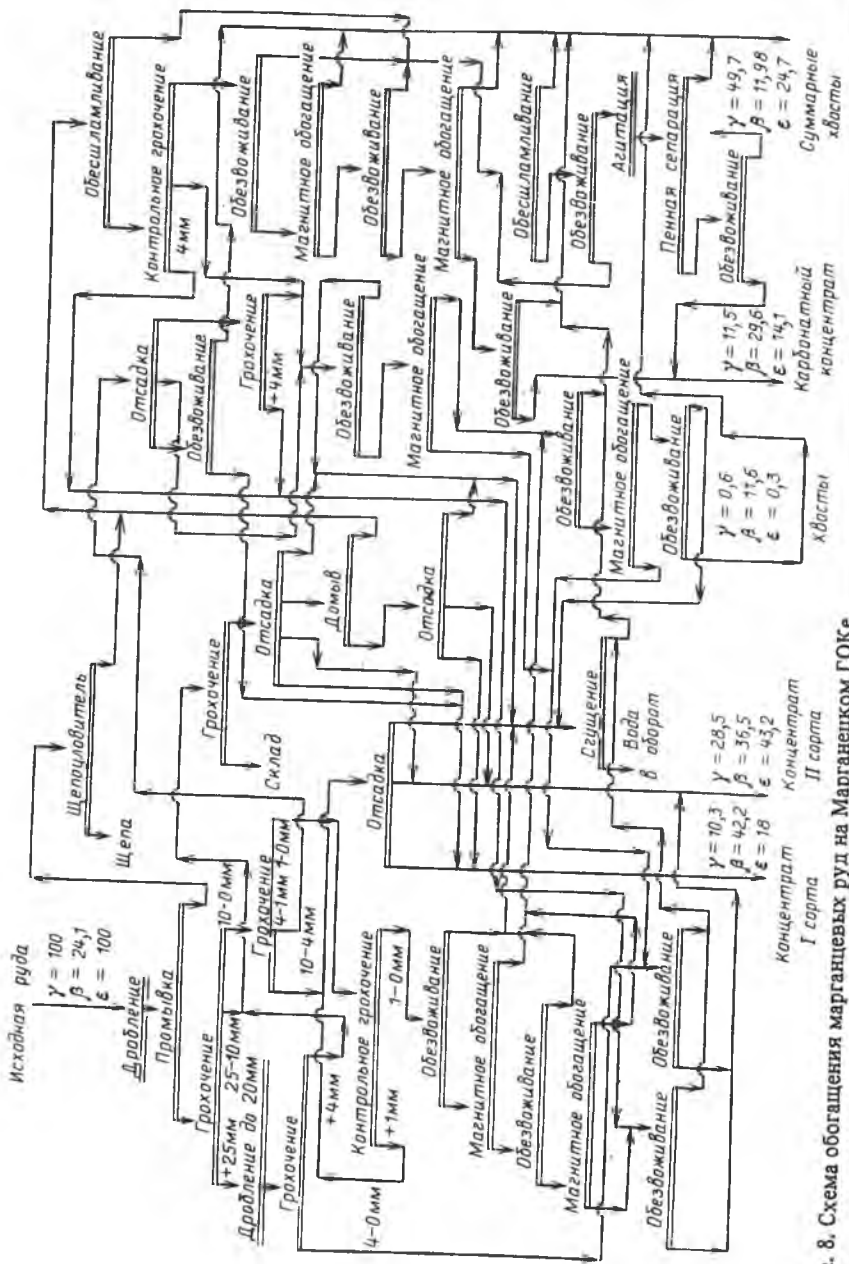 Исходная руда
γ = 100
β = 24,1
ε = 100
Дробление
Промывка
Грохочение
+25мм
25-10мм
10-0мм
Дробление до 20мм
Грохочение
+4мм
4-0мм
Щепоуловитель
Щепа
Грохочение
4-1мм
1-0мм
10-4мм
Контрольное грохочение
+1мм
1-0мм
Обезвоживание
Магнитное обогащение
Обезвоживание
Магнитное обогащение
Обезвоживание
Обезвоживание
Грохочение
Склад
Отсадка
Домыв
Отсадка
Отсадка
Сгущение
Вода
в оборот
Обесшламливание
Контрольное грохочение
4мм
Отсадка
Обезвоживание
Грохочение
+4мм
Обезвоживание
Магнитное обогащение
Обезвоживание
Обезвоживание
Магнитное обогащение
Обезвоживание
Обезвоживание
Магнитное обогащение
Обезвоживание
Магнитное обогащение
Обесшламливание
Обезвоживание
Агитация
Пенная сепарация
Обезвоживание
γ = 10,3
β = 42,2
ε = 18
Концентрат
I сорта
γ = 28,5
β = 36,5
ε = 43,2
Концентрат
II сорта
γ = 0,6
β = 11,6
ε = 0,3
Хвосты
γ = 11,5
β = 29,6
ε = 14,1
Карбонатный
концентрат
γ = 49,7
β = 11,98
ε = 24,7
Суммарные
хвосты
. 8. Схема обогащения марганцевых руд на Марганецком ГОКе